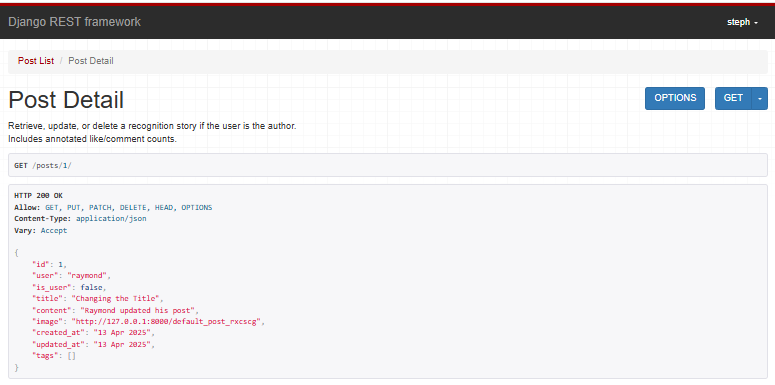 Django REST framework
steph
Post List / Post Detail
Post Detail
OPTIONS
GET
Retrieve, update, or delete a recognition story if the user is the author.
Includes annotated like/comment counts.
GET /posts/1/
HTTP 200 OK
Allow: GET, PUT, PATCH, DELETE, HEAD, OPTIONS
Content-Type: application/json
Vary: Accept
{
    "id": 1,
    "user": "raymond",
    "is_user": false,
    "title": "Changing the Title",
    "content": "Raymond updated his post",
    "image": "http://127.0.0.1:8000/default_post_rxcscg",
    "created_at": "13 Apr 2025",
    "updated_at": "13 Apr 2025",
    "tags": []
}